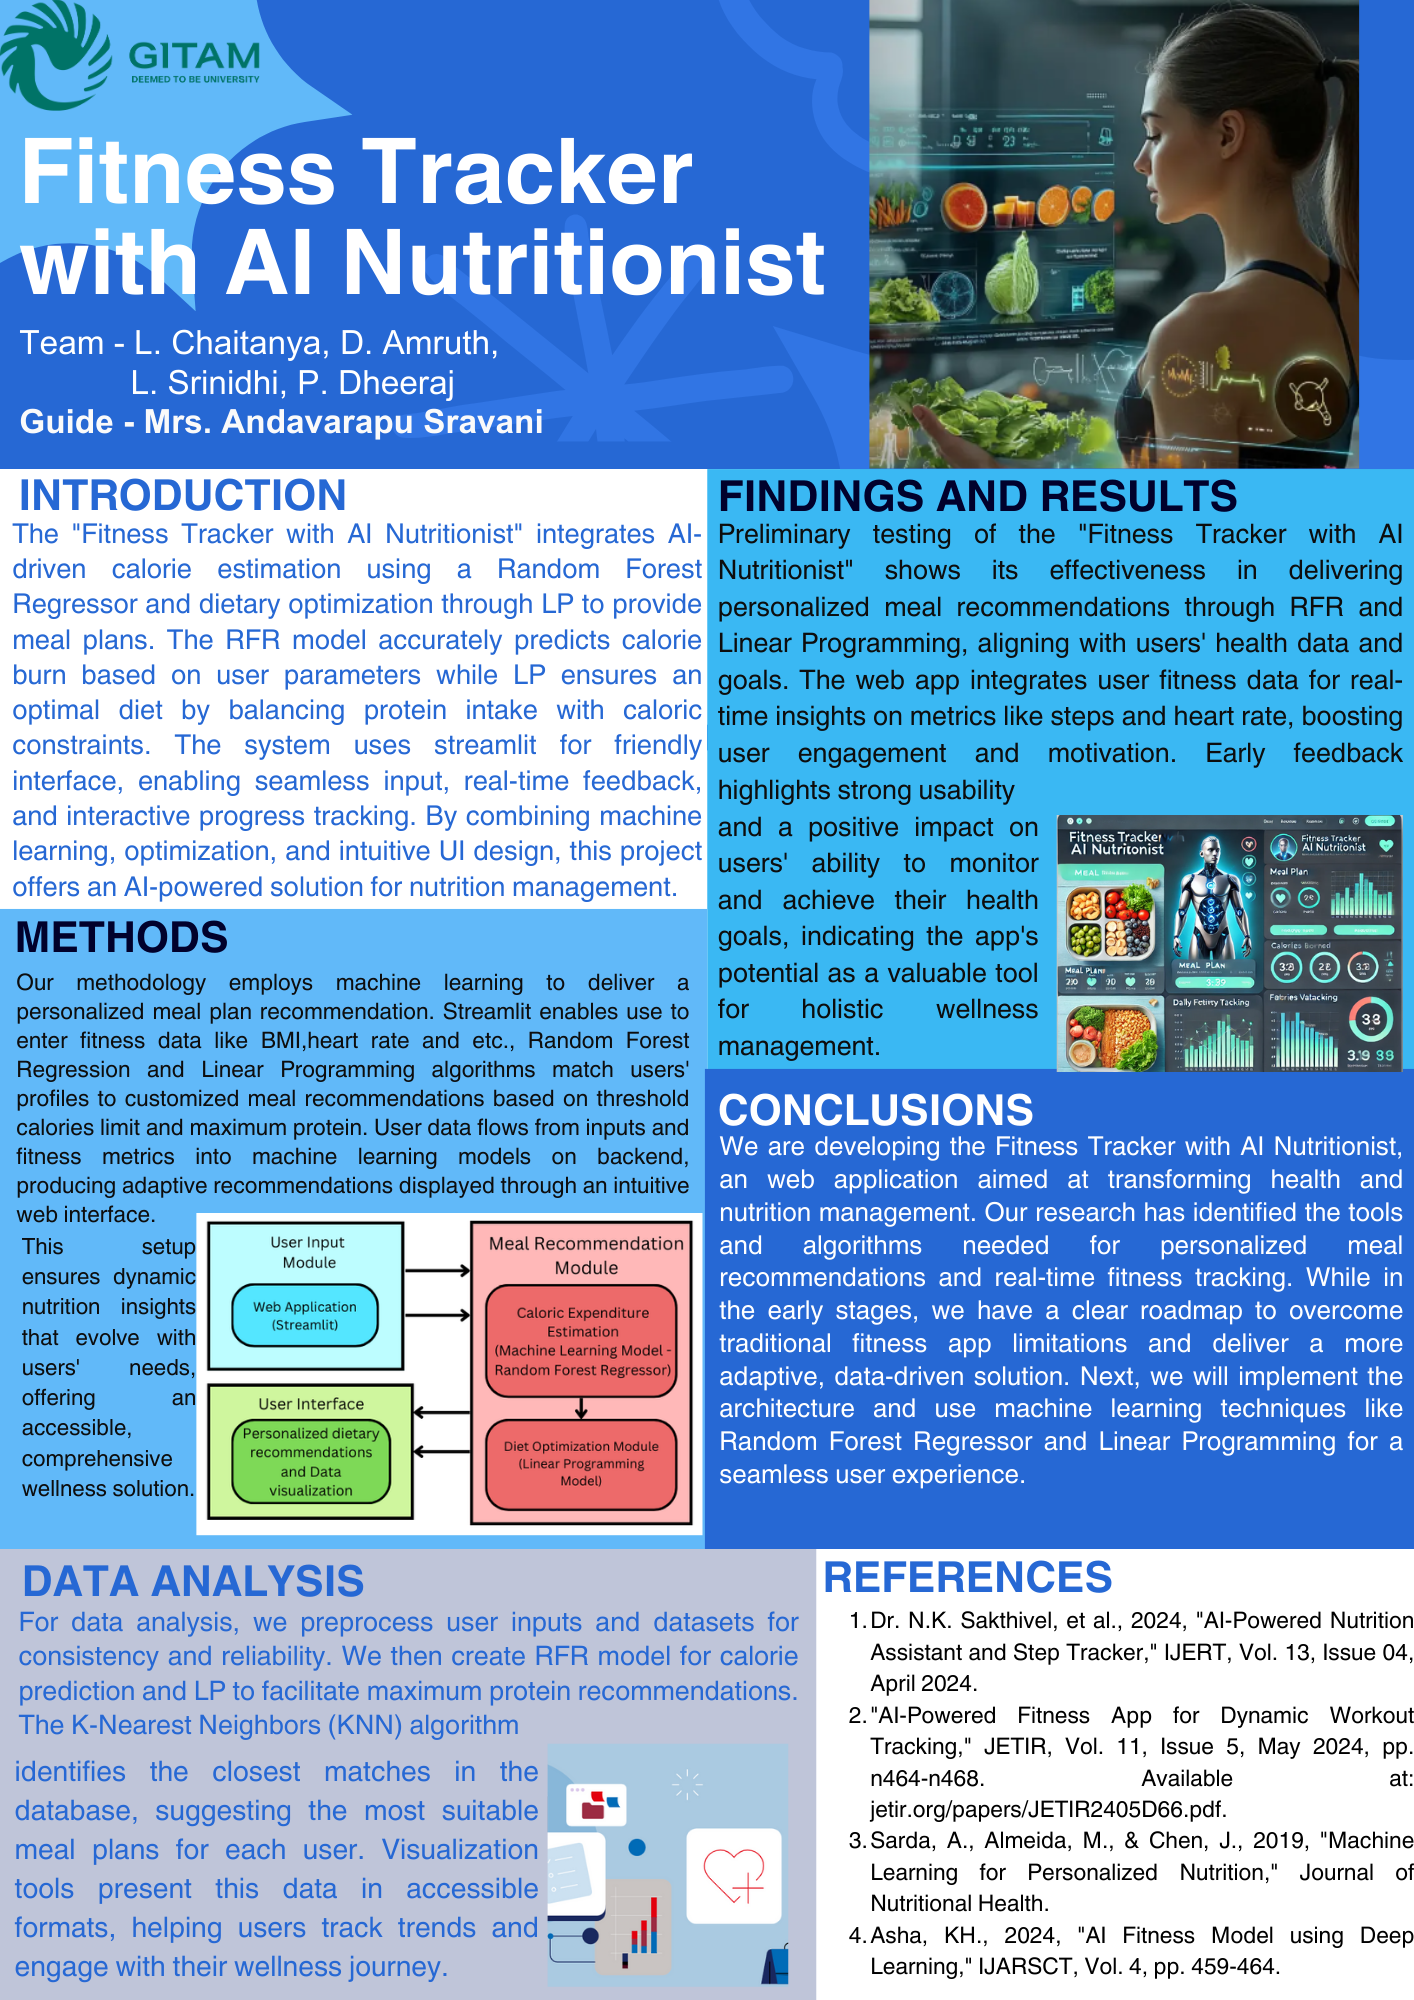 GITAM
DEEMED TO BE UNIVERSITY
Fitness Tracker
with AI Nutritionist
Team - L. Chaitanya, D. Amruth,
L. Srinidhi, P. Dheeraj
Guide - Mrs. Andavarapu Sravani
INTRODUCTION
The "Fitness Tracker with AI Nutritionist" integrates AI-
driven calorie estimation using a Random Forest
Regressor and dietary optimization through LP to provide
meal plans. The RFR model accurately predicts calorie
burn based on user parameters while LP ensures an
optimal diet by balancing protein intake with caloric
constraints. The system uses streamlit for friendly
interface, enabling seamless input, real-time feedback,
and interactive progress tracking. By combining machine
learning, optimization, and intuitive UI design, this project
offers an AI-powered solution for nutrition management.
METHODS
Our methodology employs machine learning to deliver a
personalized meal plan recommendation. Streamlit enables use to
enter fitness data like BMI,heart rate and etc., Random Forest
Regression and Linear Programming algorithms match users'
profiles to customized meal recommendations based on threshold
calories limit and maximum protein. User data flows from inputs and
fitness metrics into machine learning models on backend,
producing adaptive recommendations displayed through an intuitive
web interface.
This setup
ensures dynamic
nutrition insights
that evolve with
users' needs,
offering an
accessible,
comprehensive
wellness solution.
User Input
Module
Web Application
(Streamlit)
Meal Recommendation
Module
Caloric Expenditure
Estimation
(Machine Learning Model -
Random Forest Regressor)
Diet Optimization Module
(Linear Programming
Model)
User Interface
Personalized dietary
recommendations
and Data
visualization
FINDINGS AND RESULTS
Preliminary testing of the "Fitness Tracker with AI
Nutritionist" shows its effectiveness in delivering
personalized meal recommendations through RFR and
Linear Programming, aligning with users' health data and
goals. The web app integrates user fitness data for real-
time insights on metrics like steps and heart rate, boosting
user engagement and motivation. Early feedback
highlights strong usability
and a positive impact on
users' ability to monitor
and achieve their health
goals, indicating the app's
potential as a valuable tool
for holistic wellness
management.
Fitness Tracker
AI Nutritonist
MEAL
Meal Plans
MEAL PLAN
3:39
Daily Fetivty Tacking
Fitness Tracker
AI Nutritonist
Meal Plan
Calories Borned
Fabries Vatacking
38
3.19 38
CONCLUSIONS
We are developing the Fitness Tracker with AI Nutritionist,
an web application aimed at transforming health and
nutrition management. Our research has identified the tools
and algorithms needed for personalized meal
recommendations and real-time fitness tracking. While in
the early stages, we have a clear roadmap to overcome
traditional fitness app limitations and deliver a more
adaptive, data-driven solution. Next, we will implement the
architecture and use machine learning techniques like
Random Forest Regressor and Linear Programming for a
seamless user experience.
DATA ANALYSIS
For data analysis, we preprocess user inputs and datasets for
consistency and reliability. We then create RFR model for calorie
prediction and LP to facilitate maximum protein recommendations.
The K-Nearest Neighbors (KNN) algorithm
identifies the closest matches in the
database, suggesting the most suitable
meal plans for each user. Visualization
tools present this data in accessible
formats, helping users track trends and
engage with their wellness journey.
REFERENCES
1. Dr. N.K. Sakthivel, et al., 2024, "AI-Powered Nutrition
Assistant and Step Tracker," IJERT, Vol. 13, Issue 04,
April 2024.
2. "AI-Powered Fitness App for Dynamic Workout
Tracking," JETIR, Vol. 11, Issue 5, May 2024, pp.
n464-n468. Available at:
jetir.org/papers/JETIR2405D66.pdf.
3. Sarda, A., Almeida, M., & Chen, J., 2019, "Machine
Learning for Personalized Nutrition," Journal of
Nutritional Health.
4. Asha, KH., 2024, "AI Fitness Model using Deep
Learning," IJARSCT, Vol. 4, pp. 459-464.